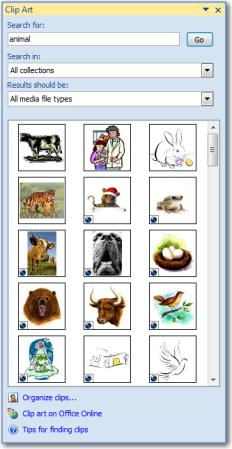 Clip Art
Search for:
animal
Go
Search in:
All collections
Results should be:
All media file types
Organize clips...
Clip art on Office Online
Tips for finding clips